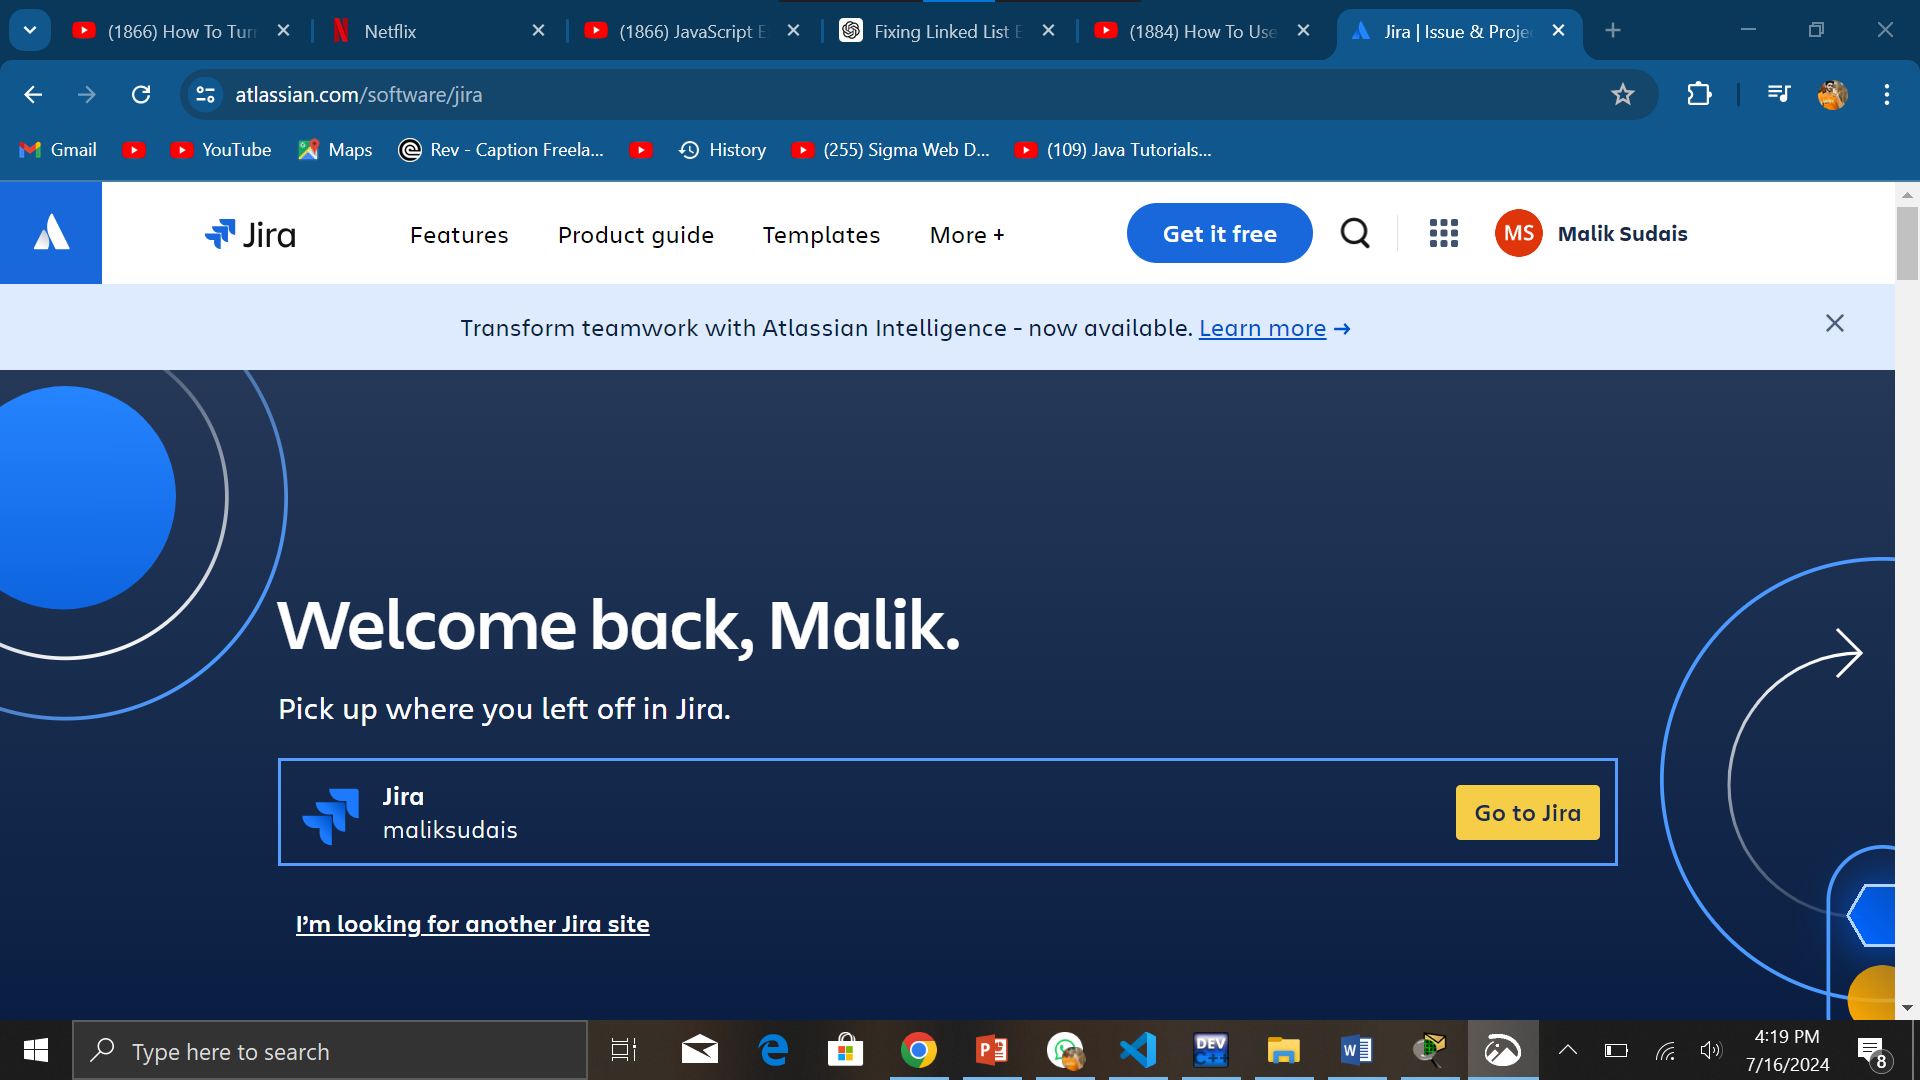 (1866) How To Turn
Netflix
(1866) JavaScript E
Fixing Linked List E
(1884) How To Use
Jira | Issue & Projec
atlassian.com/software/jira
Gmail
YouTube
Maps
Rev - Caption Freela...
History
(255) Sigma Web D...
(109) Java Tutorials...
Jira
Features
Product guide
Templates
More +
Get it free
MS
Malik Sudais
Transform teamwork with Atlassian Intelligence - now available. Learn more →
Welcome back, Malik.
Pick up where you left off in Jira.
Jira
maliksudais
Go to Jira
I’m looking for another Jira site
Type here to search
DEV
C++
4:19 PM
7/16/2024
8